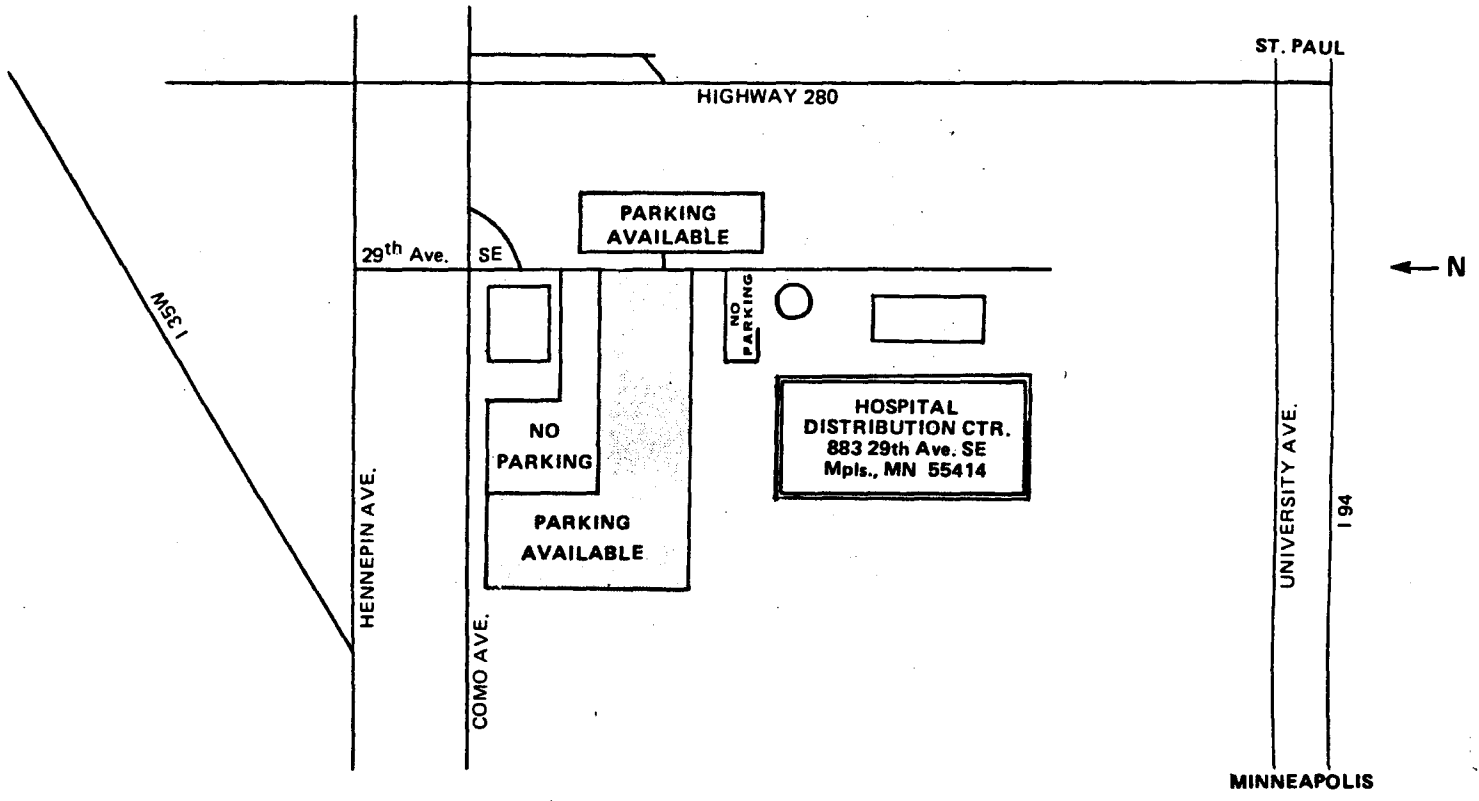 ST. PAUL
HIGHWAY 280
PARKING
AVAILABLE
29th Ave. SE
N
I 35W
NO
PARKING
HOSPITAL
DISTRIBUTION CTR.
883 29th Ave. SE
Mpls., MN 55414
NO
PARKING
PARKING
AVAILABLE
HENNEPIN AVE.
COMO AVE.
UNIVERSITY AVE.
I 94
MINNEAPOLIS